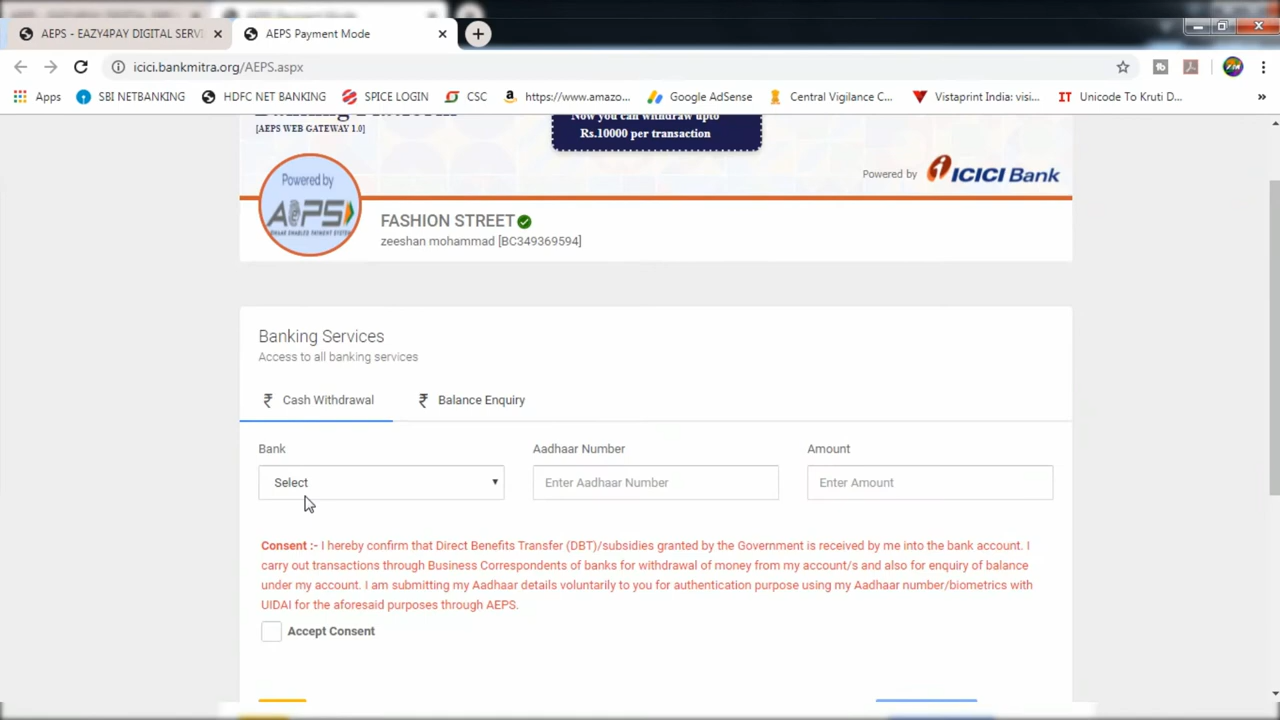 AEPS - EAZY4PAY DIGITAL SERVI
AEPS Payment Mode
icici.bankmitra.org/AEPS.aspx
Apps
SBI NETBANKING
HDFC NET BANKING
SPICE LOGIN
CSC
https://www.amazo...
Google AdSense
Central Vigilance C...
Vistaprint India: visi...
Unicode To Kruti D...
[AEPS WEB GATEWAY 1.0]
Now you can withdraw upto
Rs.10000 per transaction
Powered by
AePS
Powered by ICICI Bank
FASHION STREET
zeeshan mohammad [BC349369594]
Banking Services
Access to all banking services
₹ Cash Withdrawal
₹ Balance Enquiry
Bank
Aadhaar Number
Amount
Select
Enter Aadhaar Number
Enter Amount
Consent :- I hereby confirm that Direct Benefits Transfer (DBT)/subsidies granted by the Government is received by me into the bank account. I
carry out transactions through Business Correspondents of banks for withdrawal of money from my account/s and also for enquiry of balance
under my account. I am submitting my Aadhaar details voluntarily to you for authentication purpose using my Aadhaar number/biometrics with
UIDAI for the aforesaid purposes through AEPS.
Accept Consent